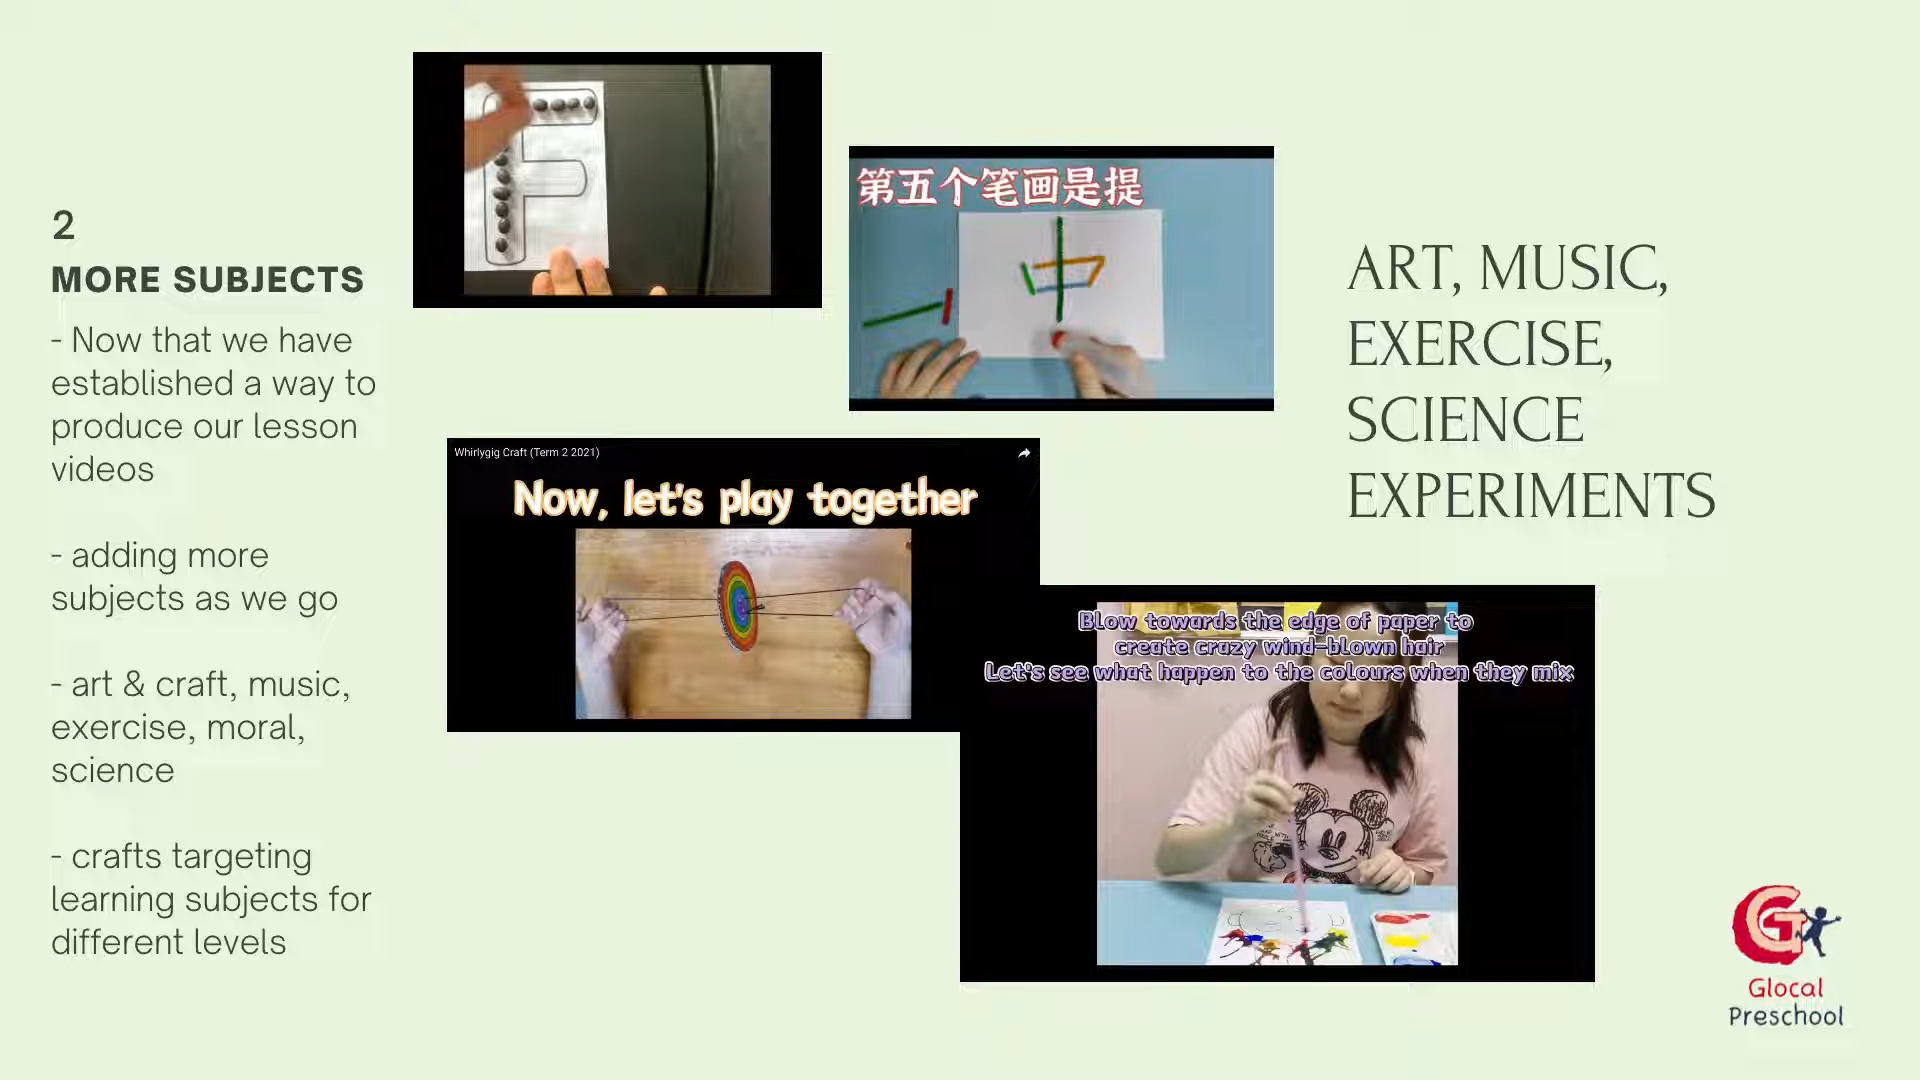 2
MORE SUBJECTS
- Now that we have
established a way to
produce our lesson
videos
- adding more
subjects as we go
- art & craft, music,
exercise, moral,
science
- crafts targeting
learning subjects for
different levels
F
第五个笔画是提
Whirlygig Craft (Term 2 2021)
Now, let's play together
Blow towards the edge of paper to
create crazy wind-blown hair
Let's see what happen to the colours when they mix
ART, MUSIC,
EXERCISE,
SCIENCE
EXPERIMENTS
G
Glocal
Preschool